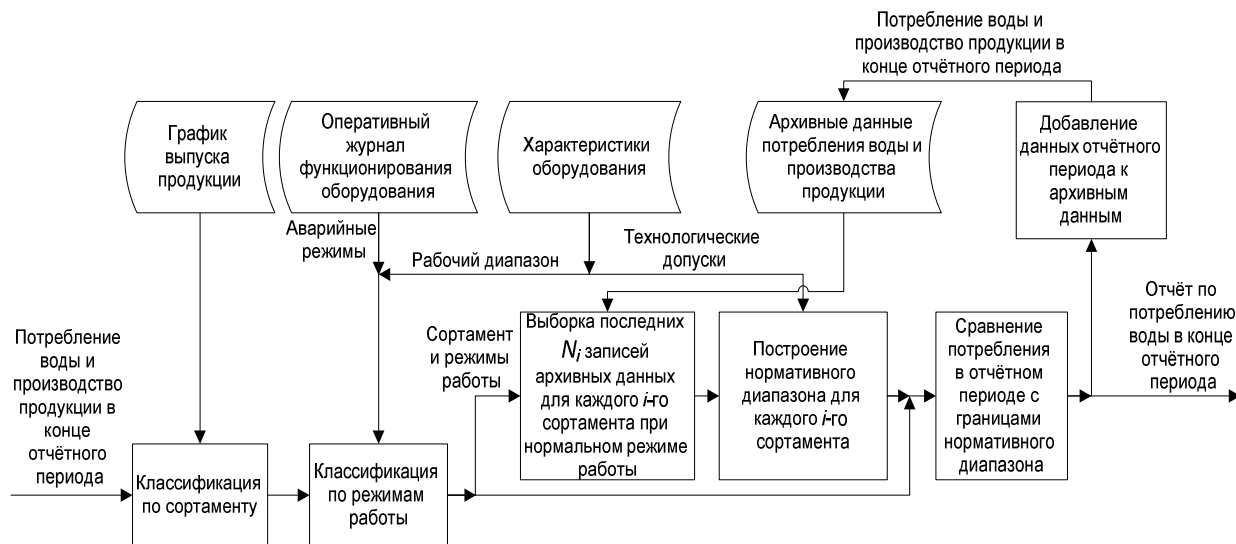 Потребление воды и
производство продукции в
конце отчётного периода
График
выпуска
продукции
Оперативный
журнал
функционирования
оборудования
Характеристики
оборудования
Архивные данные
потребления воды и
производства
продукции
Добавление
данных отчётного
периода к
архивным
данным
Аварийные
режимы
Рабочий диапазон
Технологические
допуски
Потребление
воды и
производство
продукции в
конце
отчётного
периода
Классификация
по сортаменту
Классификация
по режимам
работы
Сортамент
и режимы
работы
Выборка последних
Ni записей
архивных данных
для каждого i-го
сортамента при
нормальном режиме
работы
Построение
нормативного
диапазона для
каждого i-го
сортамента
Сравнение
потребления
в отчётном
периоде с
границами
нормативного
диапазона
Отчёт по
потреблению
воды в конце
отчётного
периода